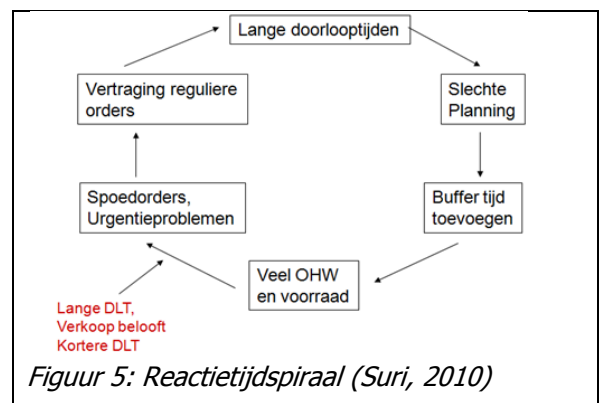 Lange doorlooptijden
Slechte
Planning
Buffer tijd
toevoegen
Veel OHW
en voorraad
Spoedorders,
Urgentieproblemen
Vertraging reguliere
orders
Lange DLT,
Verkoop belooft
Kortere DLT
Figuur 5: Reactietijdspiraal (Suri, 2010)